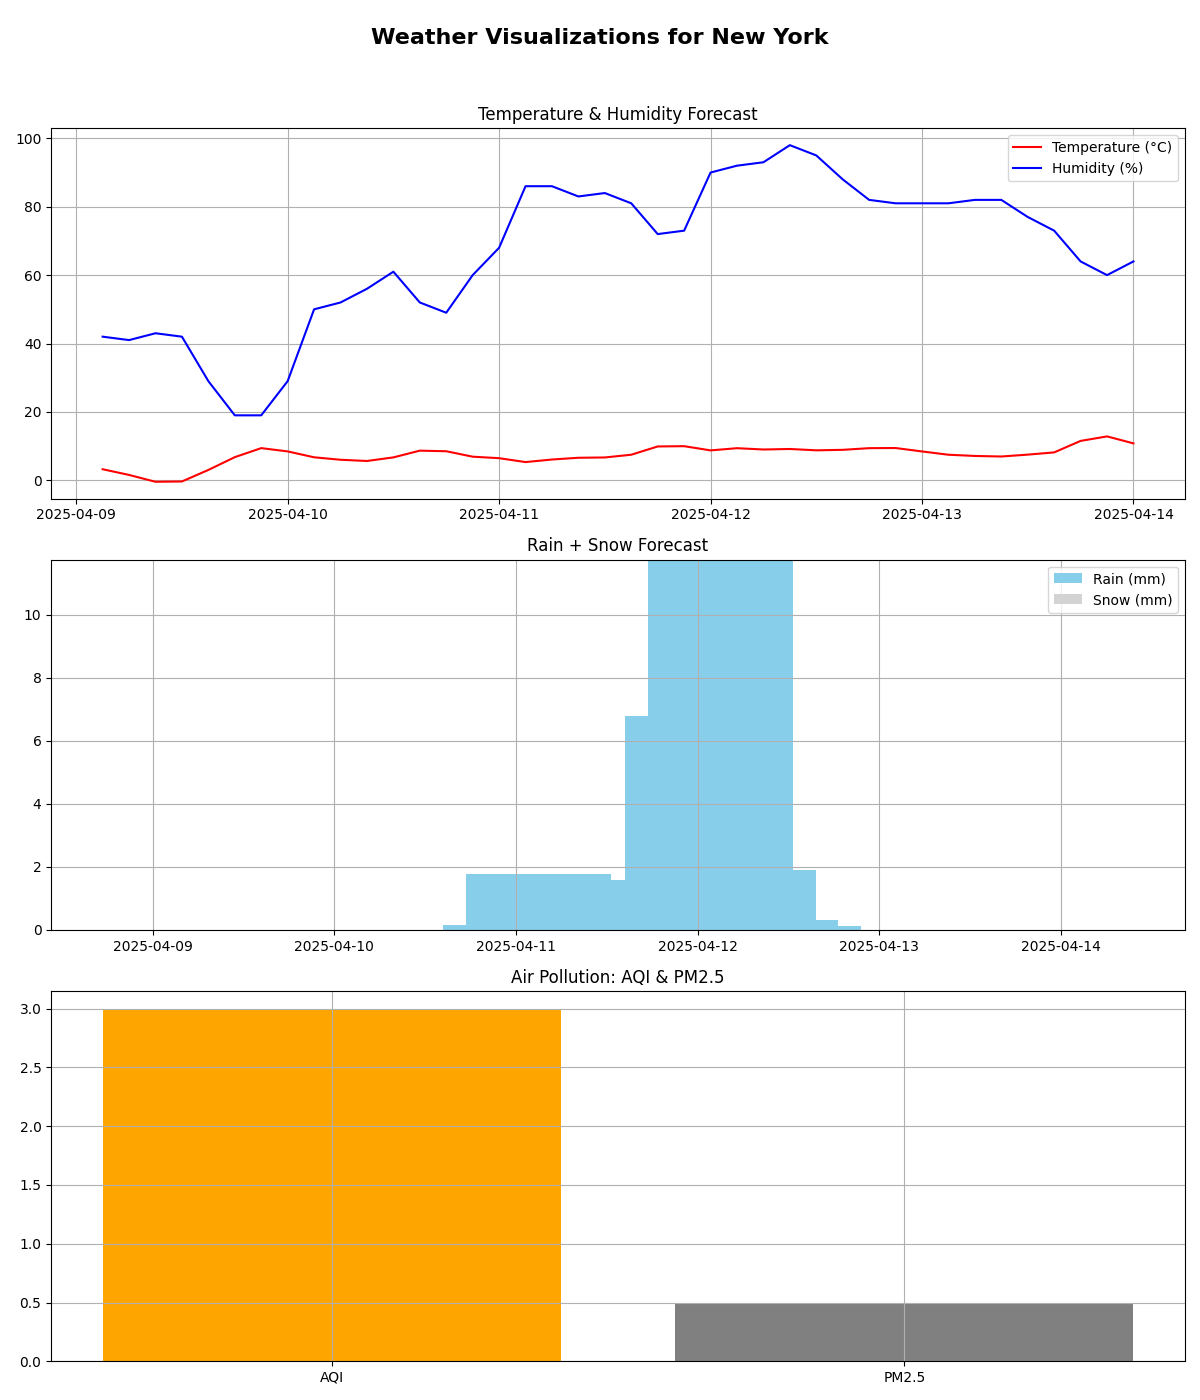 Weather Visualizations for New York
Temperature & Humidity Forecast
100
80
60
40
20
0
Temperature (°C)
Humidity (%)
2025-04-09 2025-04-10 2025-04-11 2025-04-12 2025-04-13 2025-04-14
Rain + Snow Forecast
10
8
6
4
2
0
Rain (mm)
Snow (mm)
2025-04-09 2025-04-10 2025-04-11 2025-04-12 2025-04-13 2025-04-14
Air Pollution: AQI & PM2.5
3.0
2.5
2.0
1.5
1.0
0.5
0.0
AQI PM2.5